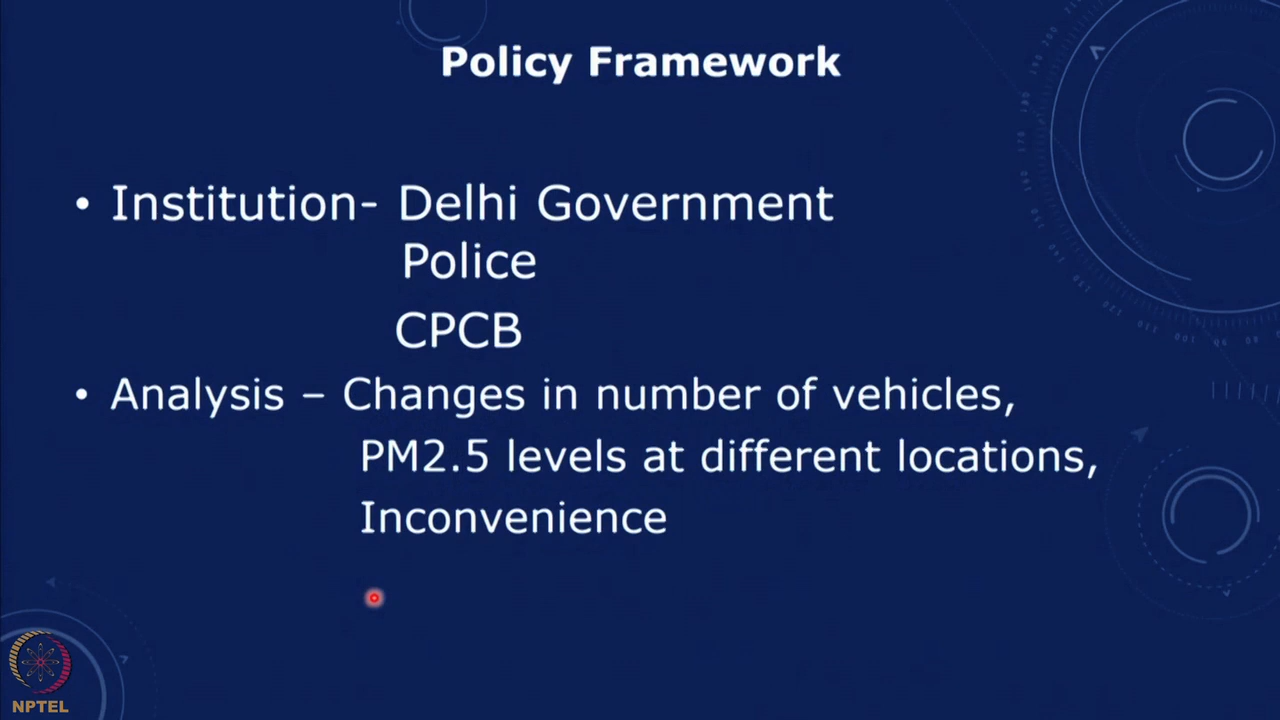 Policy Framework
• Institution- Delhi Government
Police
CPCB
• Analysis – Changes in number of vehicles,
PM2.5 levels at different locations,
Inconvenience
NPTEL